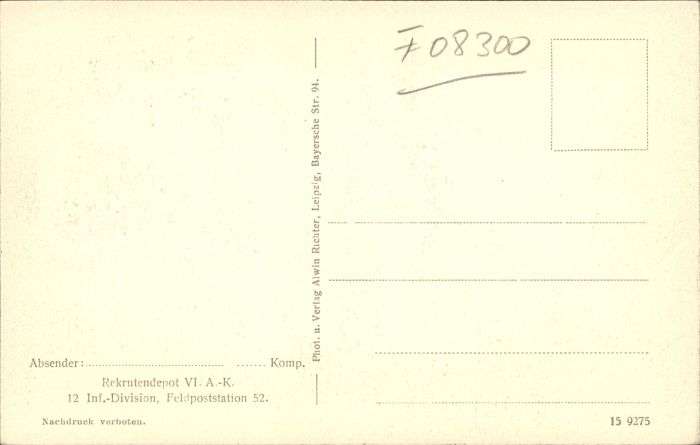 F 08300
Phot. u. Verlag Alwin Richter, Leipzig, Bayersche Str. 94.
Absender: Komp.
Rekrutendepot VI. A.-K.
12 Inf.-Division, Feldpoststation 52.
Nachdruck verboten.
15 9275